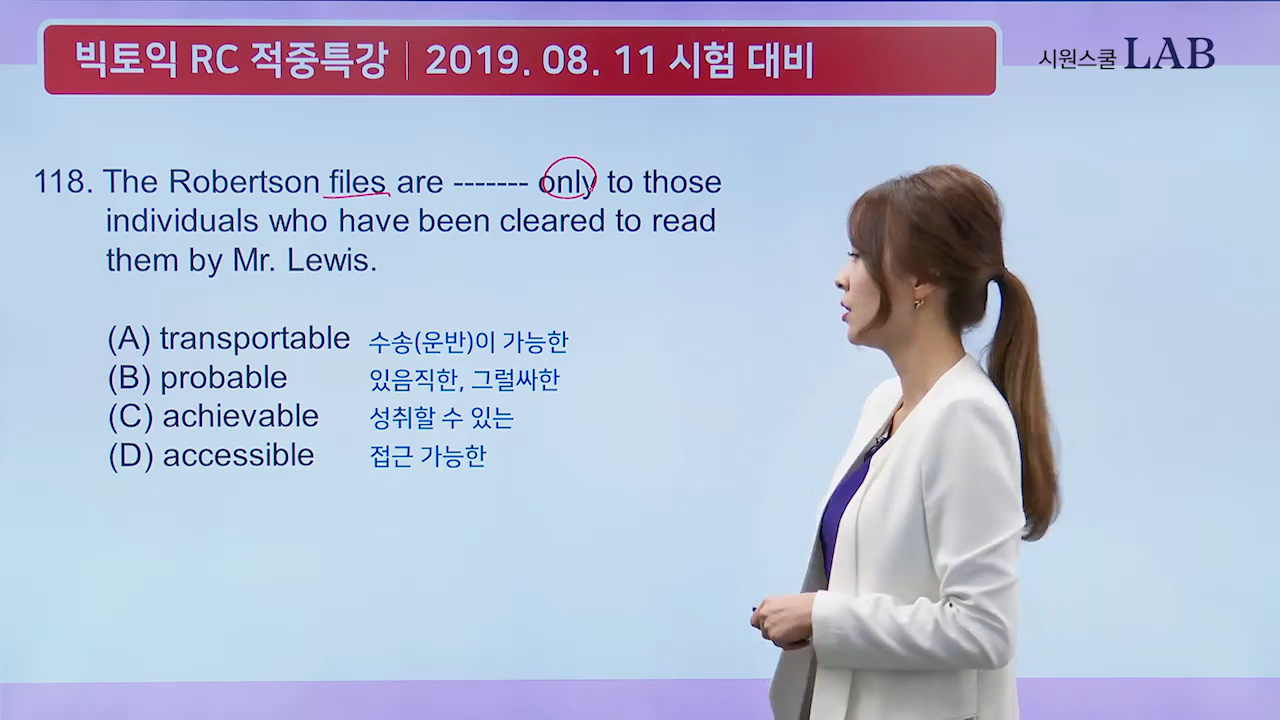 빅토익 RC 적중특강 | 2019. 08. 11 시험 대비
시원스쿨 LAB
118. The Robertson files are ------- only to those
individuals who have been cleared to read
them by Mr. Lewis.
(A) transportable 수송(운반)이 가능한
(B) probable 있음직한, 그럴싸한
(C) achievable 성취할 수 있는
(D) accessible 접근 가능한